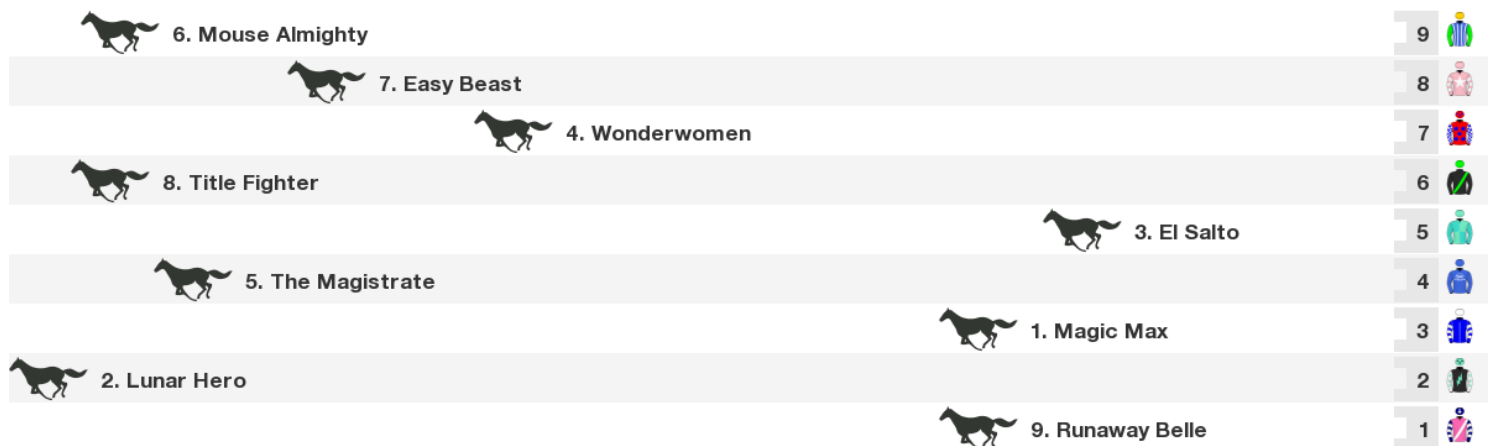 6. Mouse Almighty 9
7. Easy Beast 8
4. Wonderwomen 7
8. Title Fighter 6
3. El Salto 5
5. The Magistrate 4
1. Magic Max 3
2. Lunar Hero 2
9. Runaway Belle 1